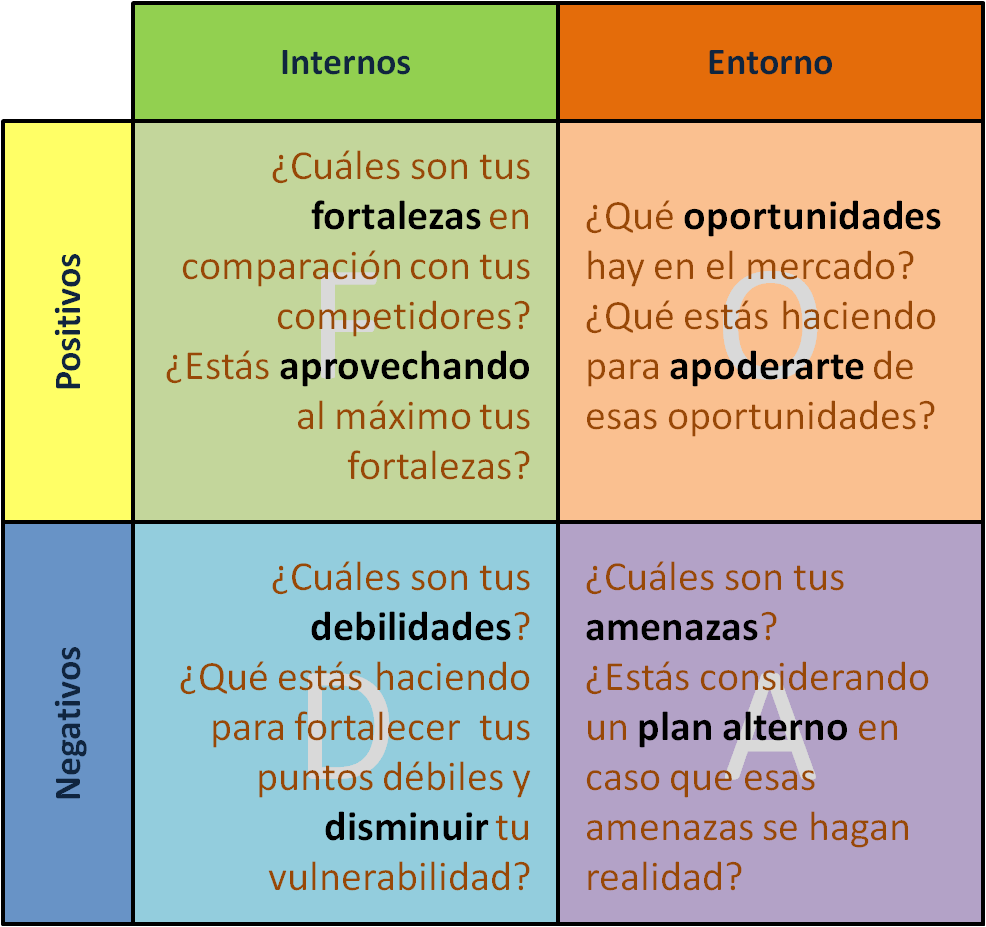 Internos
Entorno
Positivos
¿Cuáles son tus
fortalezas en
comparación con tus
competidores?
¿Estás aprovechando
al máximo tus
fortalezas?
F
¿Qué oportunidades
hay en el mercado?
¿Qué estás haciendo
para apoderarte de
esas oportunidades?
O
Negativos
¿Cuáles son tus
debilidades?
¿Qué estás haciendo
para fortalecer  tus
puntos débiles y
disminuir tu
vulnerabilidad?
D
¿Cuáles son tus
amenazas?
¿Estás considerando
un plan alterno en
caso que esas
amenazas se hagan
realidad?
A